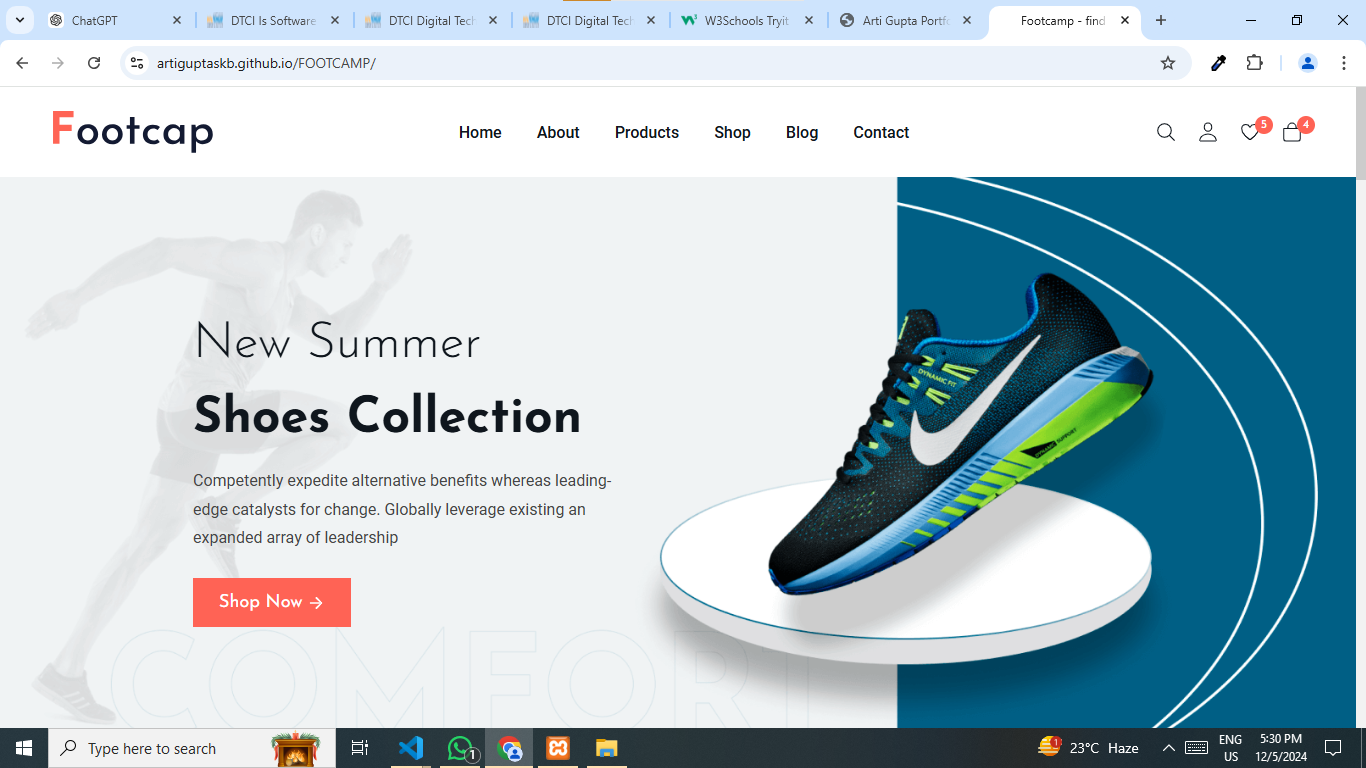 ChatGPT
DTCI Is Software
DTCI Digital Tech
DTCI Digital Tech
W3Schools Tryit
Arti Gupta Portfo
Footcamp - find
artiguptaskb.github.io/FOOTCAMP/
Footcap
Home About Products Shop Blog Contact
5 4
New Summer
Shoes Collection
Competently expedite alternative benefits whereas leading-
edge catalysts for change. Globally leverage existing an
expanded array of leadership
Shop Now →
COMFORT
DYNAMIC FIT
DYNAMIC SUPPORT
Type here to search
1
1
23°C Haze
ENG
US
5:30 PM
12/5/2024